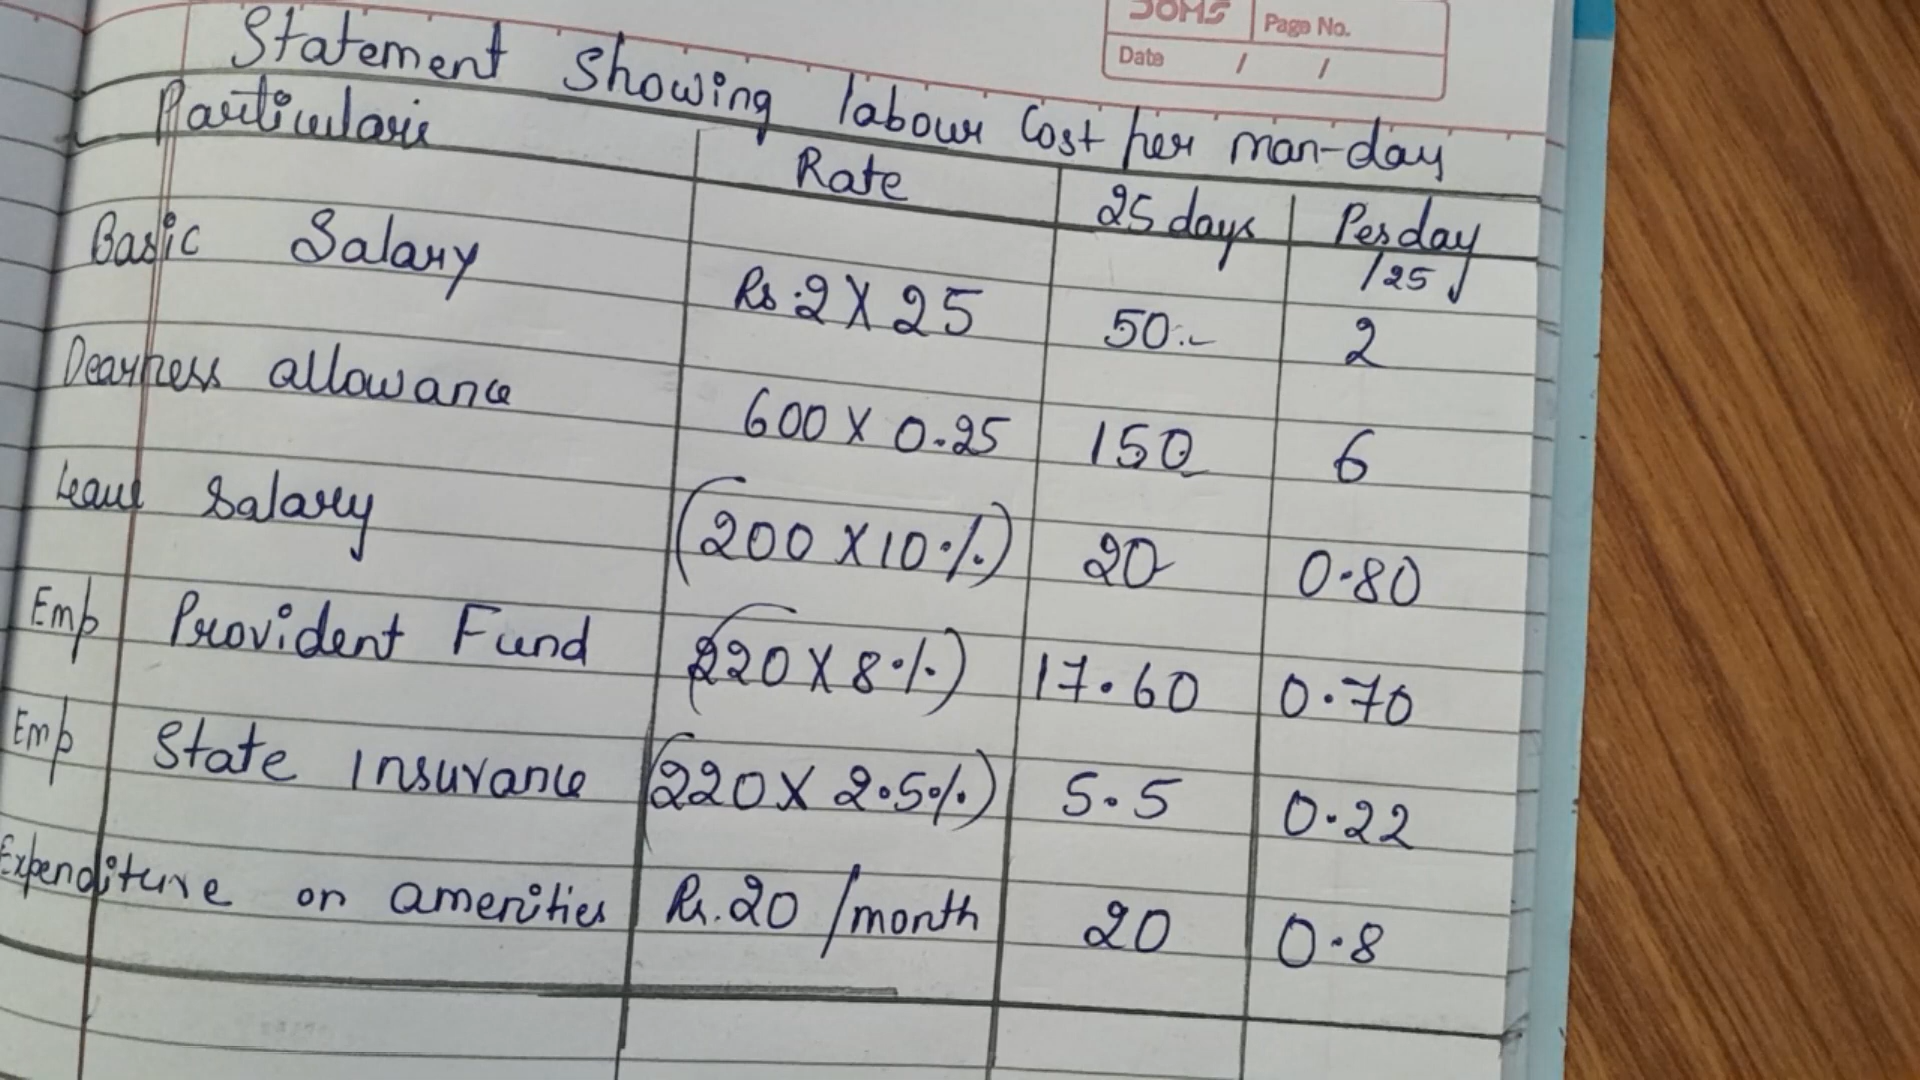 DOMS Page No.
Date / /
Statement Showing labour Cost per man-day
Particulars Rate 25 days Per day
/25
Basic Salary Rs.2 X 25 50 2
Dearness allowance 600 X 0.25 150 6
Leave Salary (200 X 10%) 20 0.80
Emp Provident Fund (220 X 8%) 17.60 0.70
Emp State Insurance (220 X 2.5%) 5.5 0.22
Expenditure on amenities Rs.20 /month 20 0.8